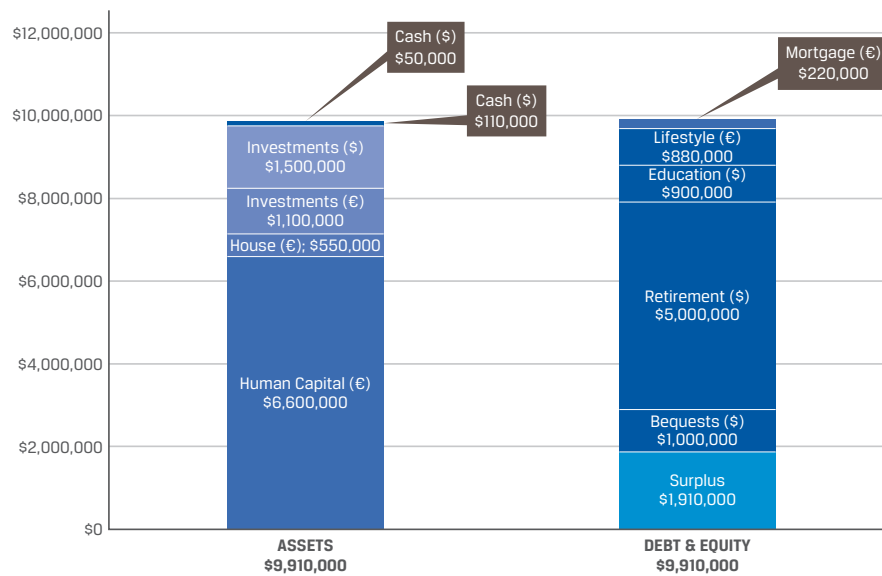 $12,000,000
$10,000,000
$8,000,000
$6,000,000
$4,000,000
$2,000,000
$0
Cash ($)
$50,000
Cash ($)
$110,000
Investments ($)
$1,500,000
Investments (€)
$1,100,000
House (€); $550,000
Human Capital (€)
$6,600,000
ASSETS
$9,910,000
Mortgage (€)
$220,000
Lifestyle (€)
$880,000
Education ($)
$900,000
Retirement ($)
$5,000,000
Bequests ($)
$1,000,000
Surplus
$1,910,000
DEBT & EQUITY
$9,910,000